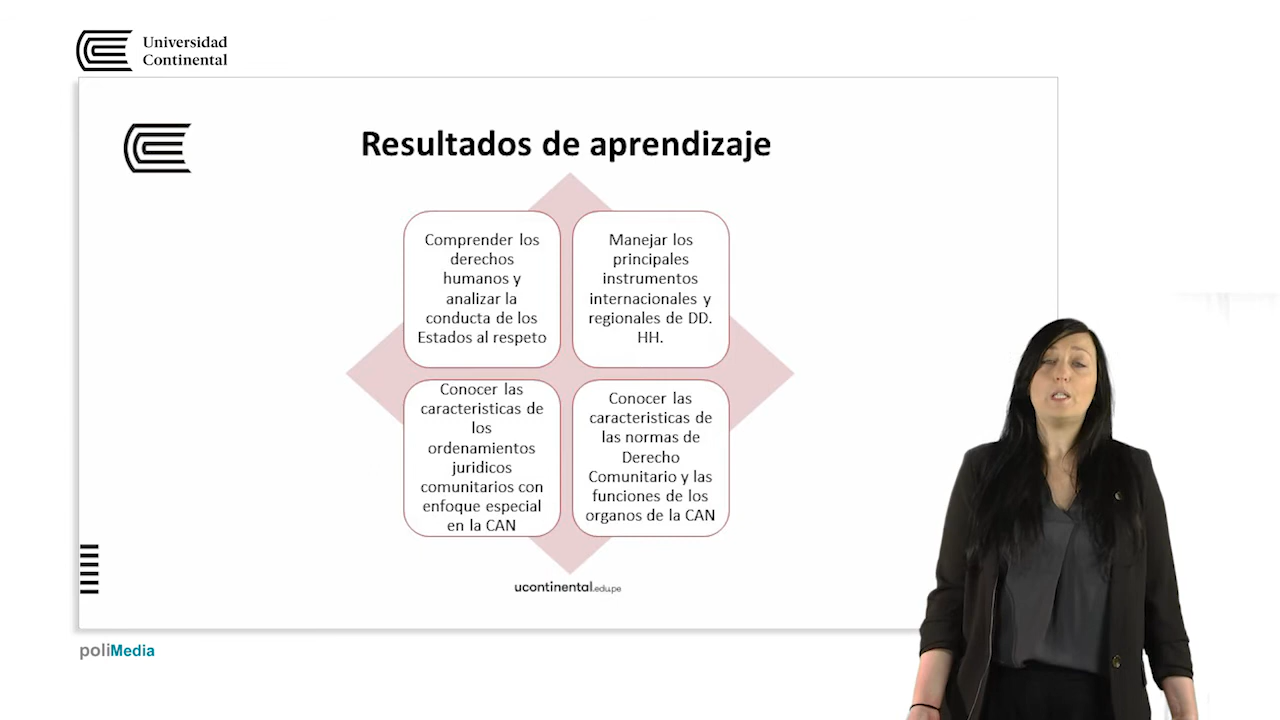 Universidad
Continental
Resultados de aprendizaje
Comprender los
derechos
humanos y
analizar la
conducta de los
Estados al respeto
Manejar los
principales
instrumentos
internacionales y
regionales de DD.
HH.
Conocer las
caracteristicas de
los
ordenamientos
juridicos
comunitarios con
enfoque especial
en la CAN
Conocer las
caracteristicas de
las normas de
Derecho
Comunitario y las
funciones de los
organos de la CAN
ucontinental.edu.pe
poliMedia